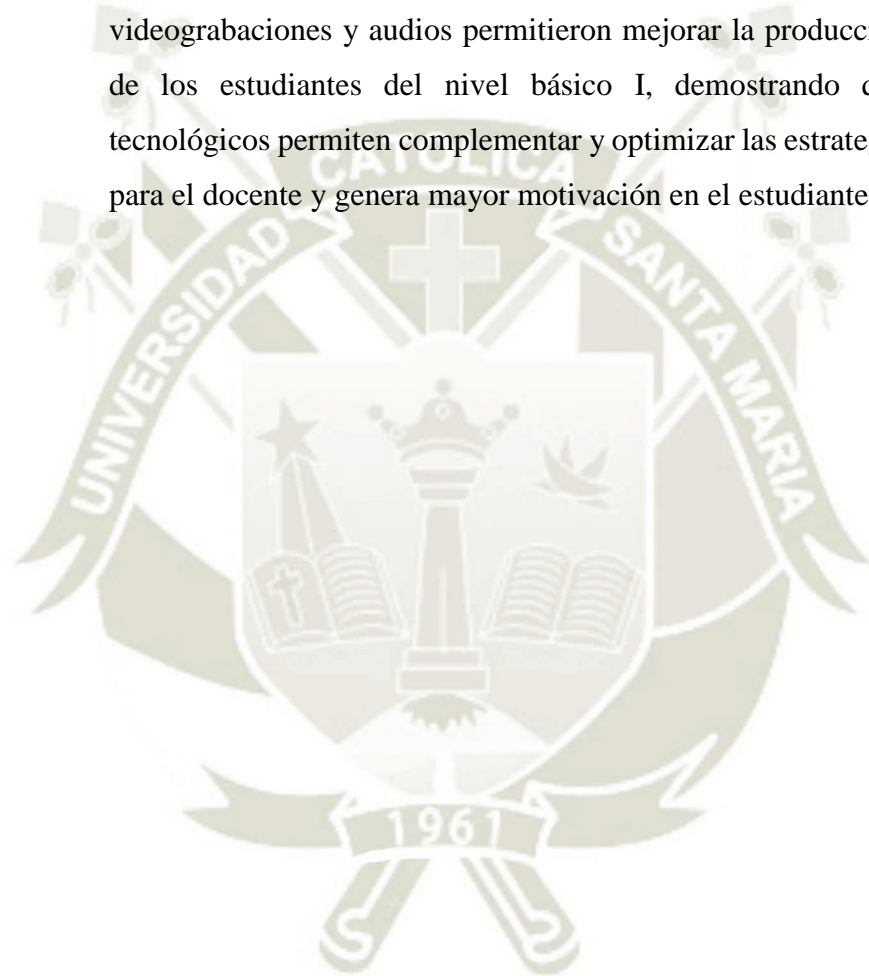 videograbaciones y audios permitieron mejorar la producc
de los estudiantes del nivel básico I, demostrando
tecnológicos permiten complementar y optimizar las estrate
para el docente y genera mayor motivación en el estudiante
CATOLICA
UNIVERSIDAD
SANTA MARIA
1961